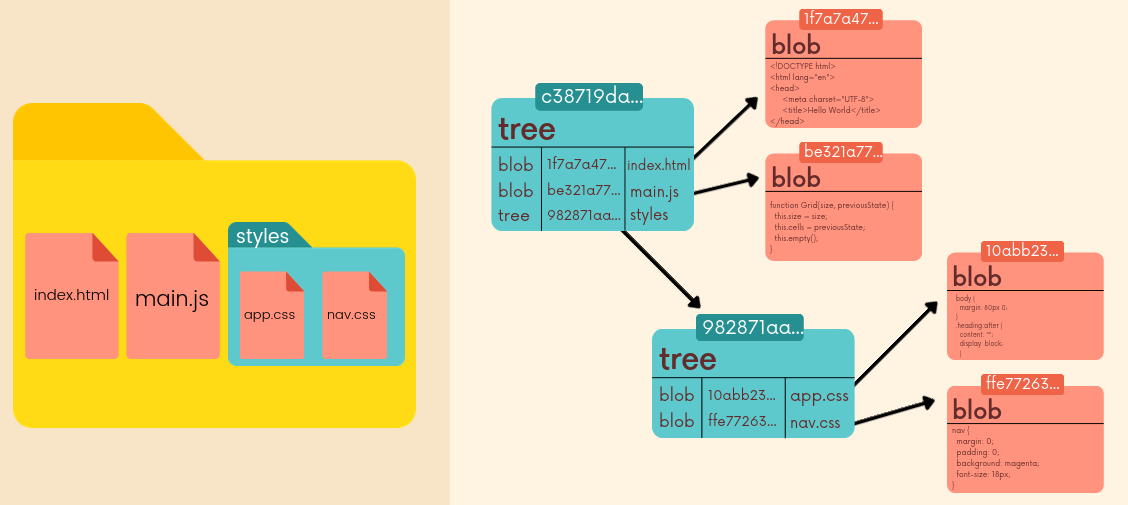 styles
index.html
main.js
app.css
nav.css
c38719da...
tree
blob 1f7a7a47... index.html
blob be321a77... main.js
tree 982871aa... styles
1f7a7a47...
blob
<!DOCTYPE html>
<html lang="en">
<head>
<meta charset="UTF-8">
<title>Hello World</title>
</head>
be321a77...
blob
function Grid(size, previousState) {
this.size = size;
this.cells = previousState;
this.empty();
}
982871aa...
tree
blob 10abb23... app.css
blob ffe77263... nav.css
10abb23...
blob
body {
margin: 80px 0;
}
.heading:after {
content: "";
display: block;
}
ffe77263...
blob
nav {
margin: 0;
padding: 0;
background: magenta;
font-size: 18px;
}